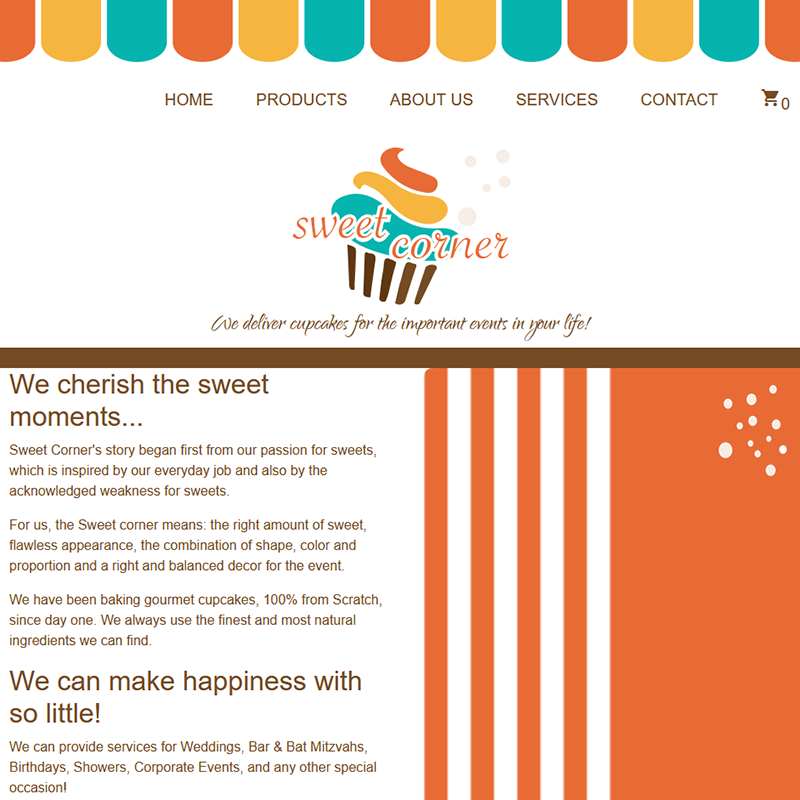 HOME PRODUCTS ABOUT US SERVICES CONTACT 0
sweet
corner
We deliver cupcakes for the important events in your life!
We cherish the sweet
moments...
Sweet Corner's story began first from our passion for sweets,
which is inspired by our everyday job and also by the
acknowledged weakness for sweets.
For us, the Sweet corner means: the right amount of sweet,
flawless appearance, the combination of shape, color and
proportion and a right and balanced decor for the event.
We have been baking gourmet cupcakes, 100% from Scratch,
since day one. We always use the finest and most natural
ingredients we can find.
We can make happiness with
so little!
We can provide services for Weddings, Bar & Bat Mitzvahs,
Birthdays, Showers, Corporate Events, and any other special
occasion!